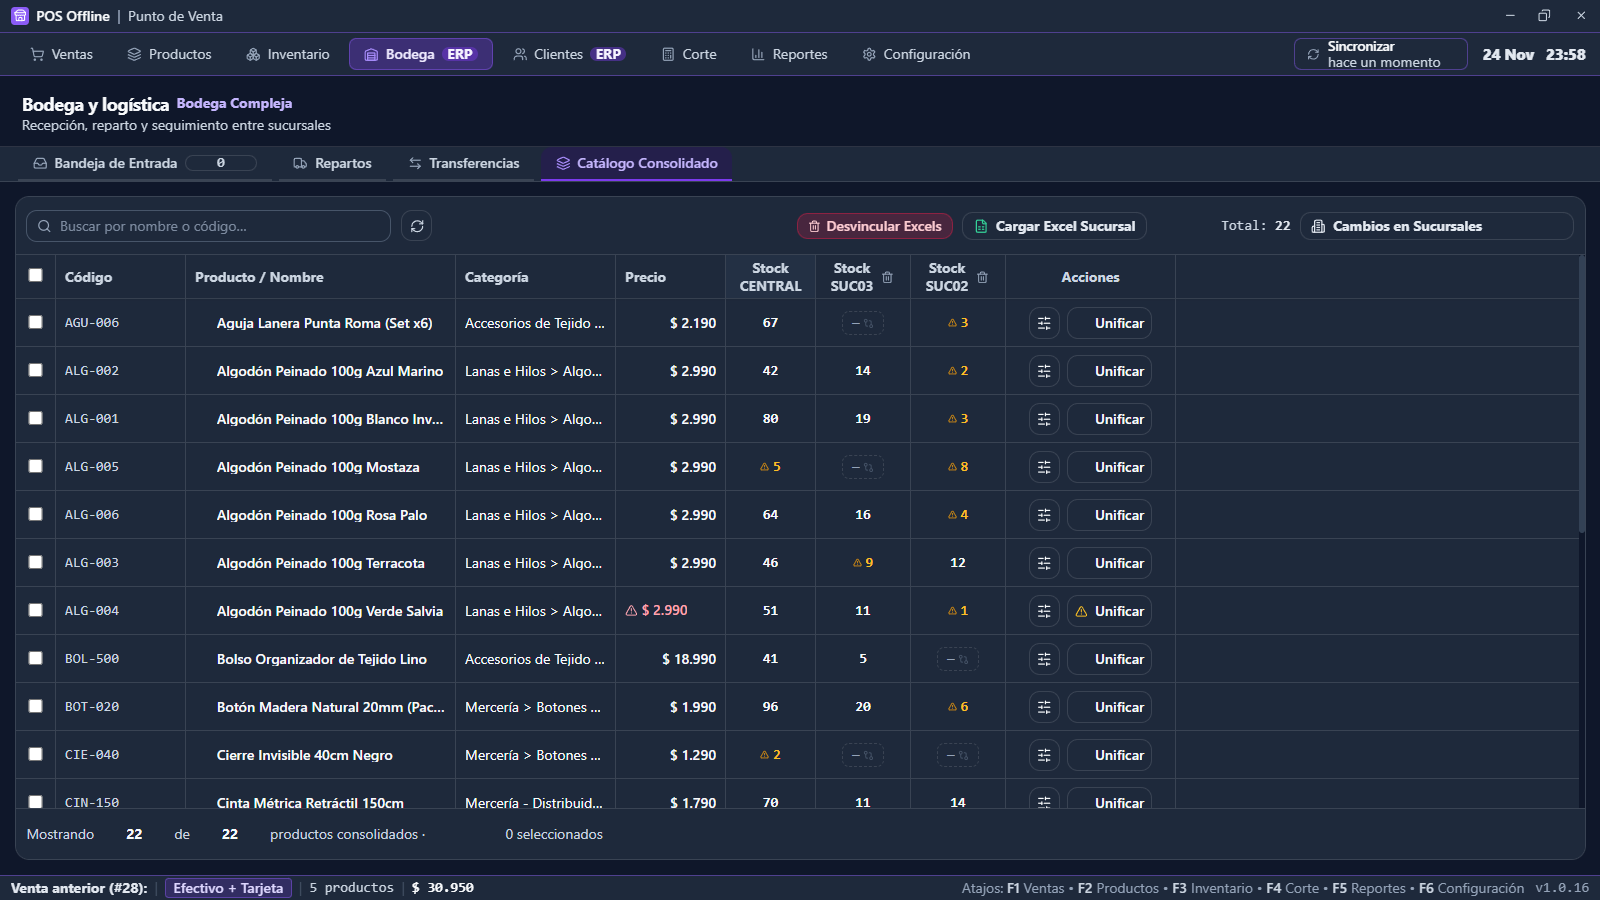 POS Offline | Punto de Venta
Ventas Productos Inventario Bodega ERP Clientes ERP Corte Reportes Configuración
Sincronizar
hace un momento
24 Nov 23:58
Bodega y logística Bodega Compleja
Recepción, reparto y seguimiento entre sucursales
Bandeja de Entrada 0 Repartos Transferencias Catálogo Consolidado
Buscar por nombre o código... Desvincular Excels Cargar Excel Sucursal Total: 22 Cambios en Sucursales
Código Producto / Nombre Categoría Precio Stock CENTRAL Stock SUC03 Stock SUC02 Acciones
AGU-006 Aguja Lanera Punta Roma (Set x6) Accesorios de Tejido ... $ 2.190 67 — 3 Unificar
ALG-002 Algodón Peinado 100g Azul Marino Lanas e Hilos > Algo... $ 2.990 42 14 2 Unificar
ALG-001 Algodón Peinado 100g Blanco Inv... Lanas e Hilos > Algo... $ 2.990 80 19 3 Unificar
ALG-005 Algodón Peinado 100g Mostaza Lanas e Hilos > Algo... $ 2.990 5 — 8 Unificar
ALG-006 Algodón Peinado 100g Rosa Palo Lanas e Hilos > Algo... $ 2.990 64 16 4 Unificar
ALG-003 Algodón Peinado 100g Terracota Lanas e Hilos > Algo... $ 2.990 46 9 12 Unificar
ALG-004 Algodón Peinado 100g Verde Salvia Lanas e Hilos > Algo... $ 2.990 51 11 1 Unificar
BOL-500 Bolso Organizador de Tejido Lino Accesorios de Tejido ... $ 18.990 41 5 — Unificar
BOT-020 Botón Madera Natural 20mm (Pac... Mercería > Botones ... $ 1.990 96 20 6 Unificar
CIE-040 Cierre Invisible 40cm Negro Mercería > Botones ... $ 1.290 2 — — Unificar
CIN-150 Cinta Métrica Retráctil 150cm Mercería - Distribuid... $ 1.790 70 11 14 Unificar
Mostrando 22 de 22 productos consolidados · 0 seleccionados
Venta anterior (#28): | Efectivo + Tarjeta | 5 productos | $ 30.950
Atajos: F1 Ventas • F2 Productos • F3 Inventario • F4 Corte • F5 Reportes • F6 Configuración v1.0.16